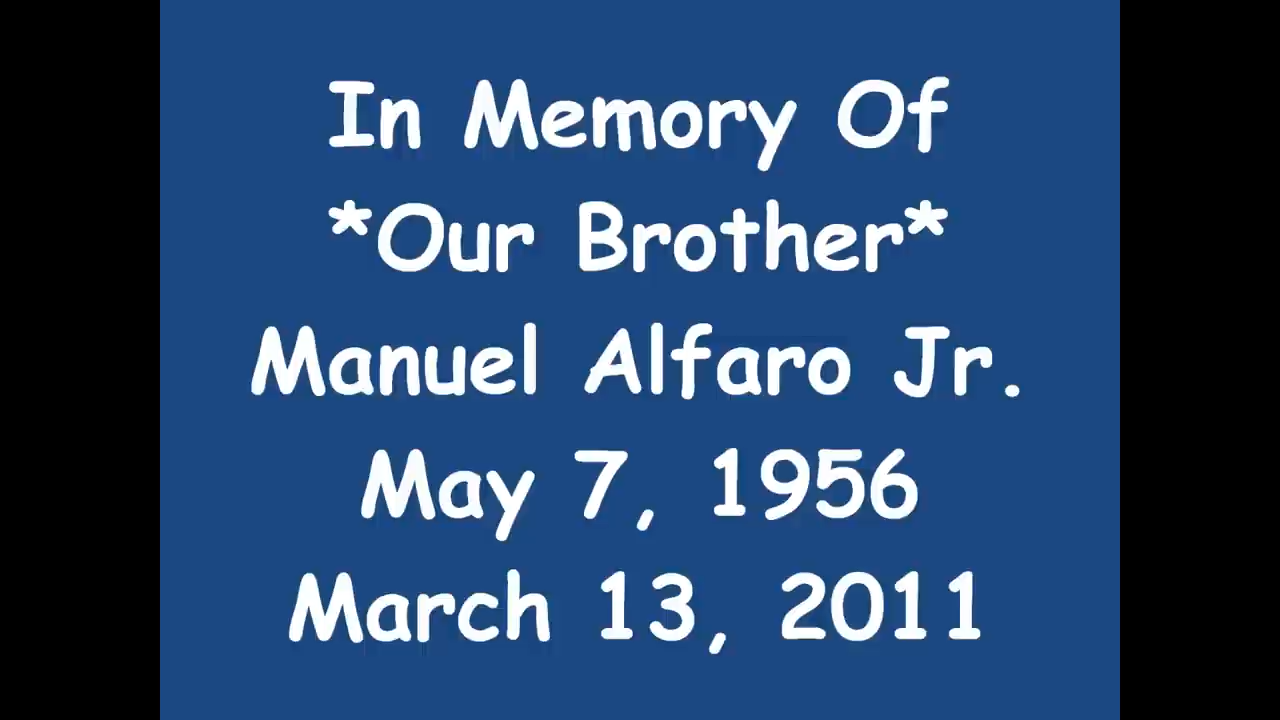 In Memory Of
*Our Brother*
Manuel Alfaro Jr.
May 7, 1956
March 13, 2011